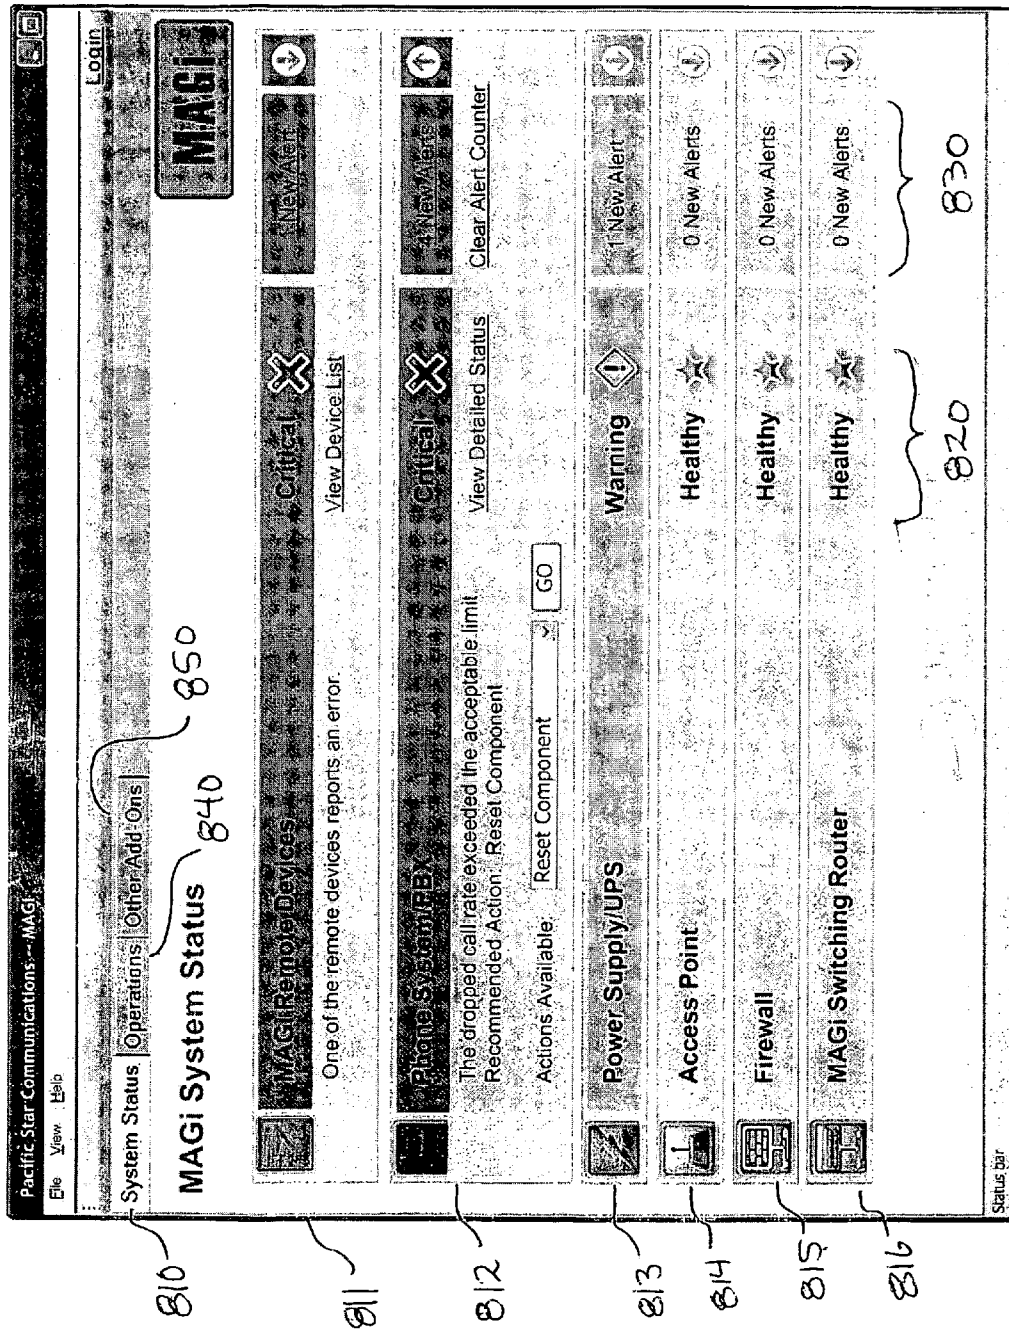 Pacific Star Communications - MAGi
File View Help
Login
System Status Operations Other Add-Ons
MAGi System Status
MAGi
MAGi Remote Devices Critical 1 New Alert
One of the remote devices reports an error.
View Device List
Phone System/PBX Critical 4 New Alerts
The dropped call rate exceeded the acceptable limit.
Recommended Action: Reset Component
View Detailed Status
Clear Alert Counter
Actions Available: Reset Component GO
Power Supply/UPS Warning 1 New Alert
Access Point Healthy 0 New Alerts
Firewall Healthy 0 New Alerts
MAGi Switching Router Healthy 0 New Alerts
Status bar
810
811
812
813
814
815
816
820
830
840
850